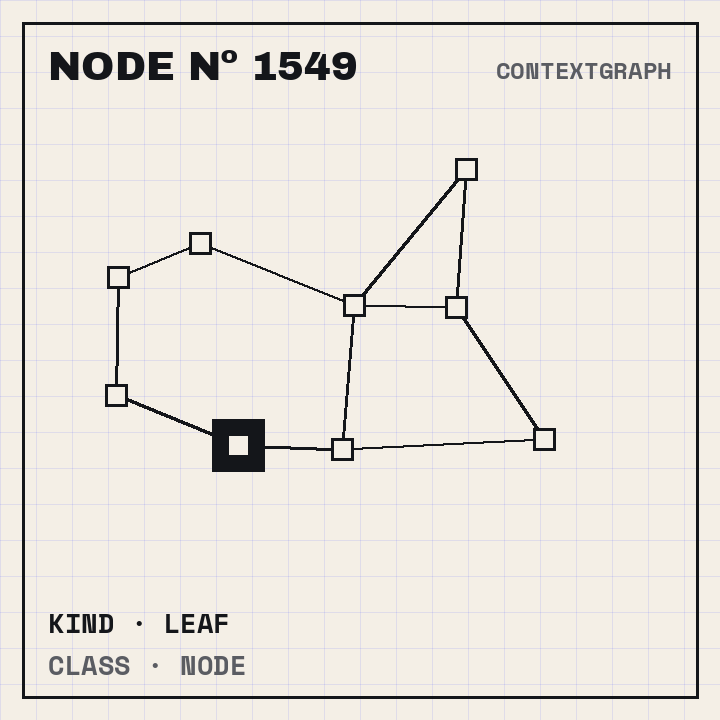 NODE Nº 1549
CONTEXTGRAPH
KIND · LEAF
CLASS · NODE